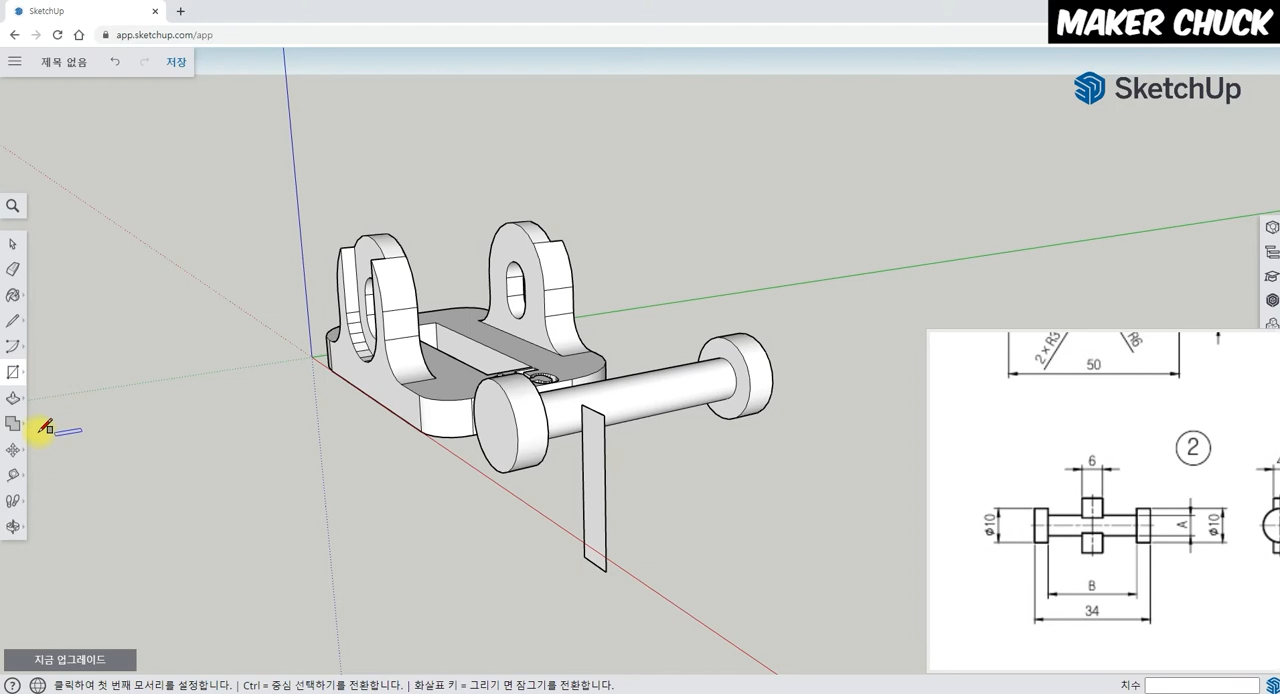 SketchUp
MAKER CHUCK
app.sketchup.com/app
제목 없음
저장
SketchUp
2×R3
R6
50
2
6
4
ϕ10
A
ϕ10
B
34
지금 업그레이드
클릭하여 첫 번째 모서리를 설정합니다. | Ctrl = 중심 선택하기를 전환합니다. | 화살표 키 = 그리기 면 잠그기를 전환합니다.
치수